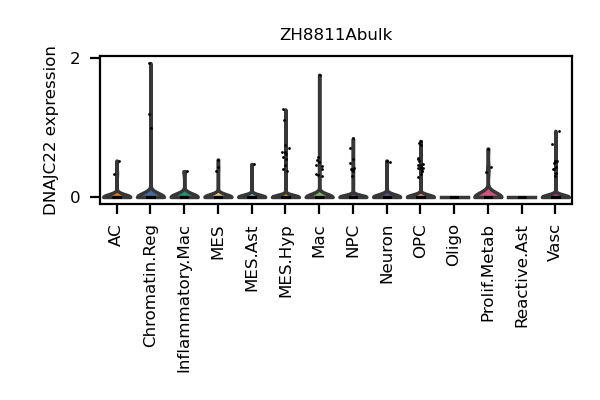 ZH8811Abulk
DNAJC22 expression
2
0
AC
Chromatin.Reg
Inflammatory.Mac
MES
MES.Ast
MES.Hyp
Mac
NPC
Neuron
OPC
Oligo
Prolif.Metab
Reactive.Ast
Vasc